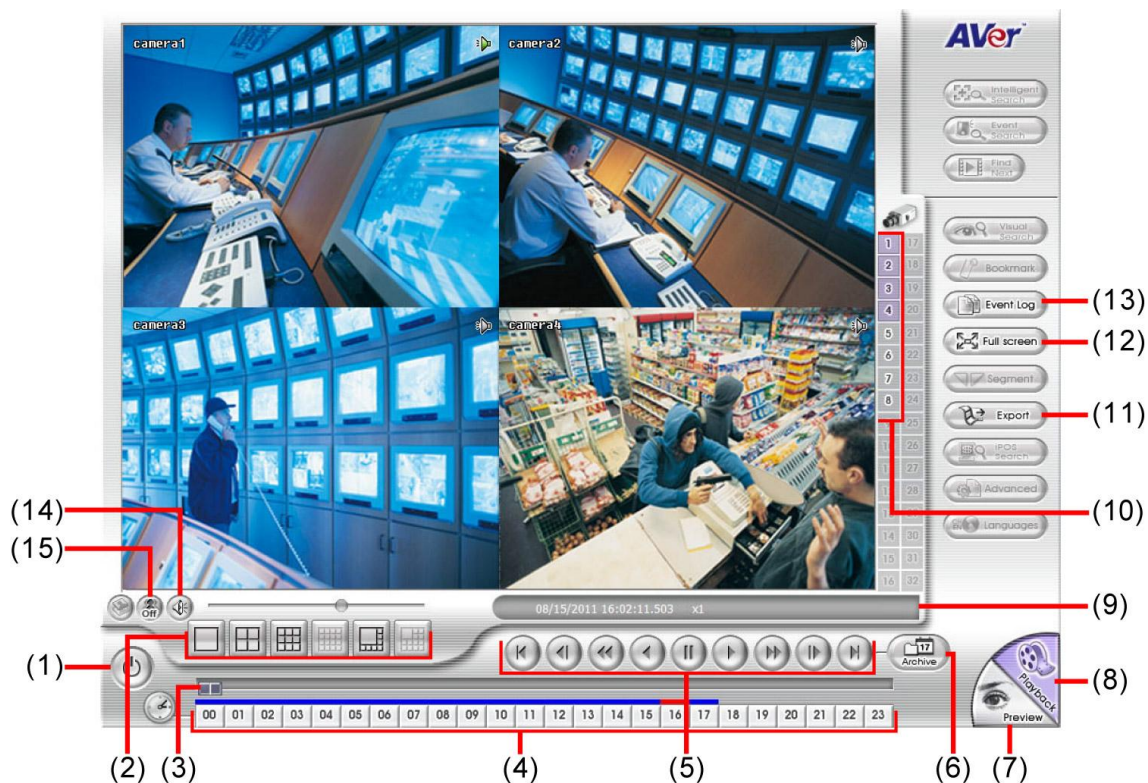 camera1
camera2
AVer
Intelligent Search
Event Search
Find Next
Visual Search
1 17
2 18
Bookmark
3 19
Event Log
(13)
4 20
camera3
camera4
5 21
Full screen
(12)
6 22
7 23
Segment
8 24
Export
(11)
25
26
iPOS Search
27
28
Advanced
(10)
(14)
Languages
14 30
(15)
15 31
16 32
Off
08/15/2011 16:02:11.503 x1
(9)
(1)
17
Archive
Playback
(8)
00 01 02 03 04 05 06 07 08 09 10 11 12 13 14 15 16 17 18 19 20 21 22 23
Preview
(2) (3) (4) (5) (6) (7)